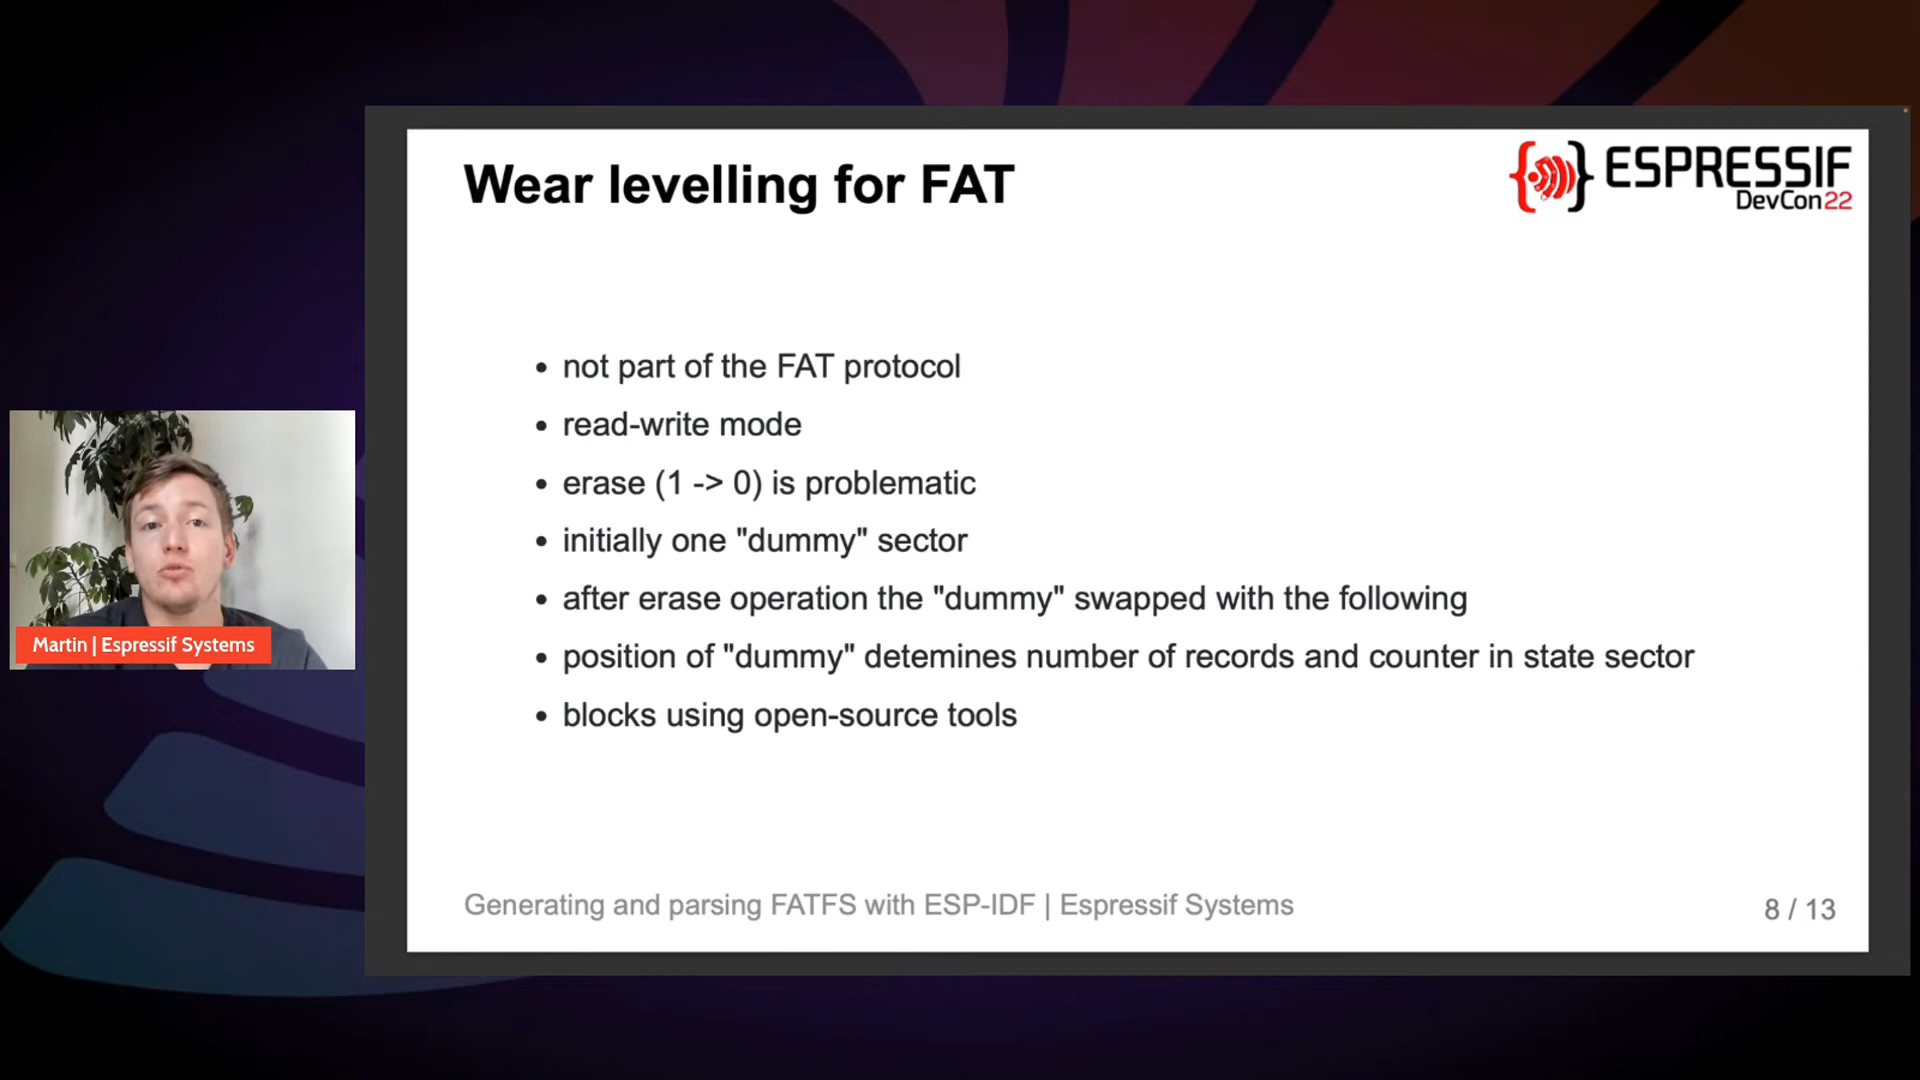 Wear levelling for FAT
ESPRESSIF
DevCon22
not part of the FAT protocol
read-write mode
erase (1 -> 0) is problematic
initially one "dummy" sector
after erase operation the "dummy" swapped with the following
position of "dummy" detemines number of records and counter in state sector
blocks using open-source tools
Martin | Espressif Systems
Generating and parsing FATFS with ESP-IDF | Espressif Systems
8 / 13